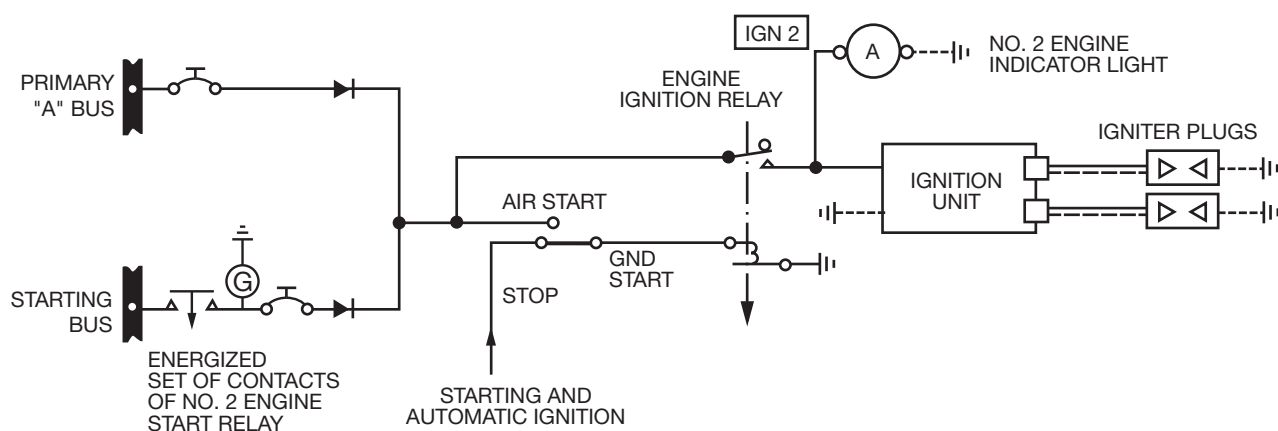 IGN 2
A
NO. 2 ENGINE
INDICATOR LIGHT
PRIMARY
"A" BUS
ENGINE
IGNITION RELAY
IGNITER PLUGS
IGNITION
UNIT
AIR START
GND
START
STOP
G
STARTING
BUS
ENERGIZED
SET OF CONTACTS
OF NO. 2 ENGINE
START RELAY
STARTING AND
AUTOMATIC IGNITION